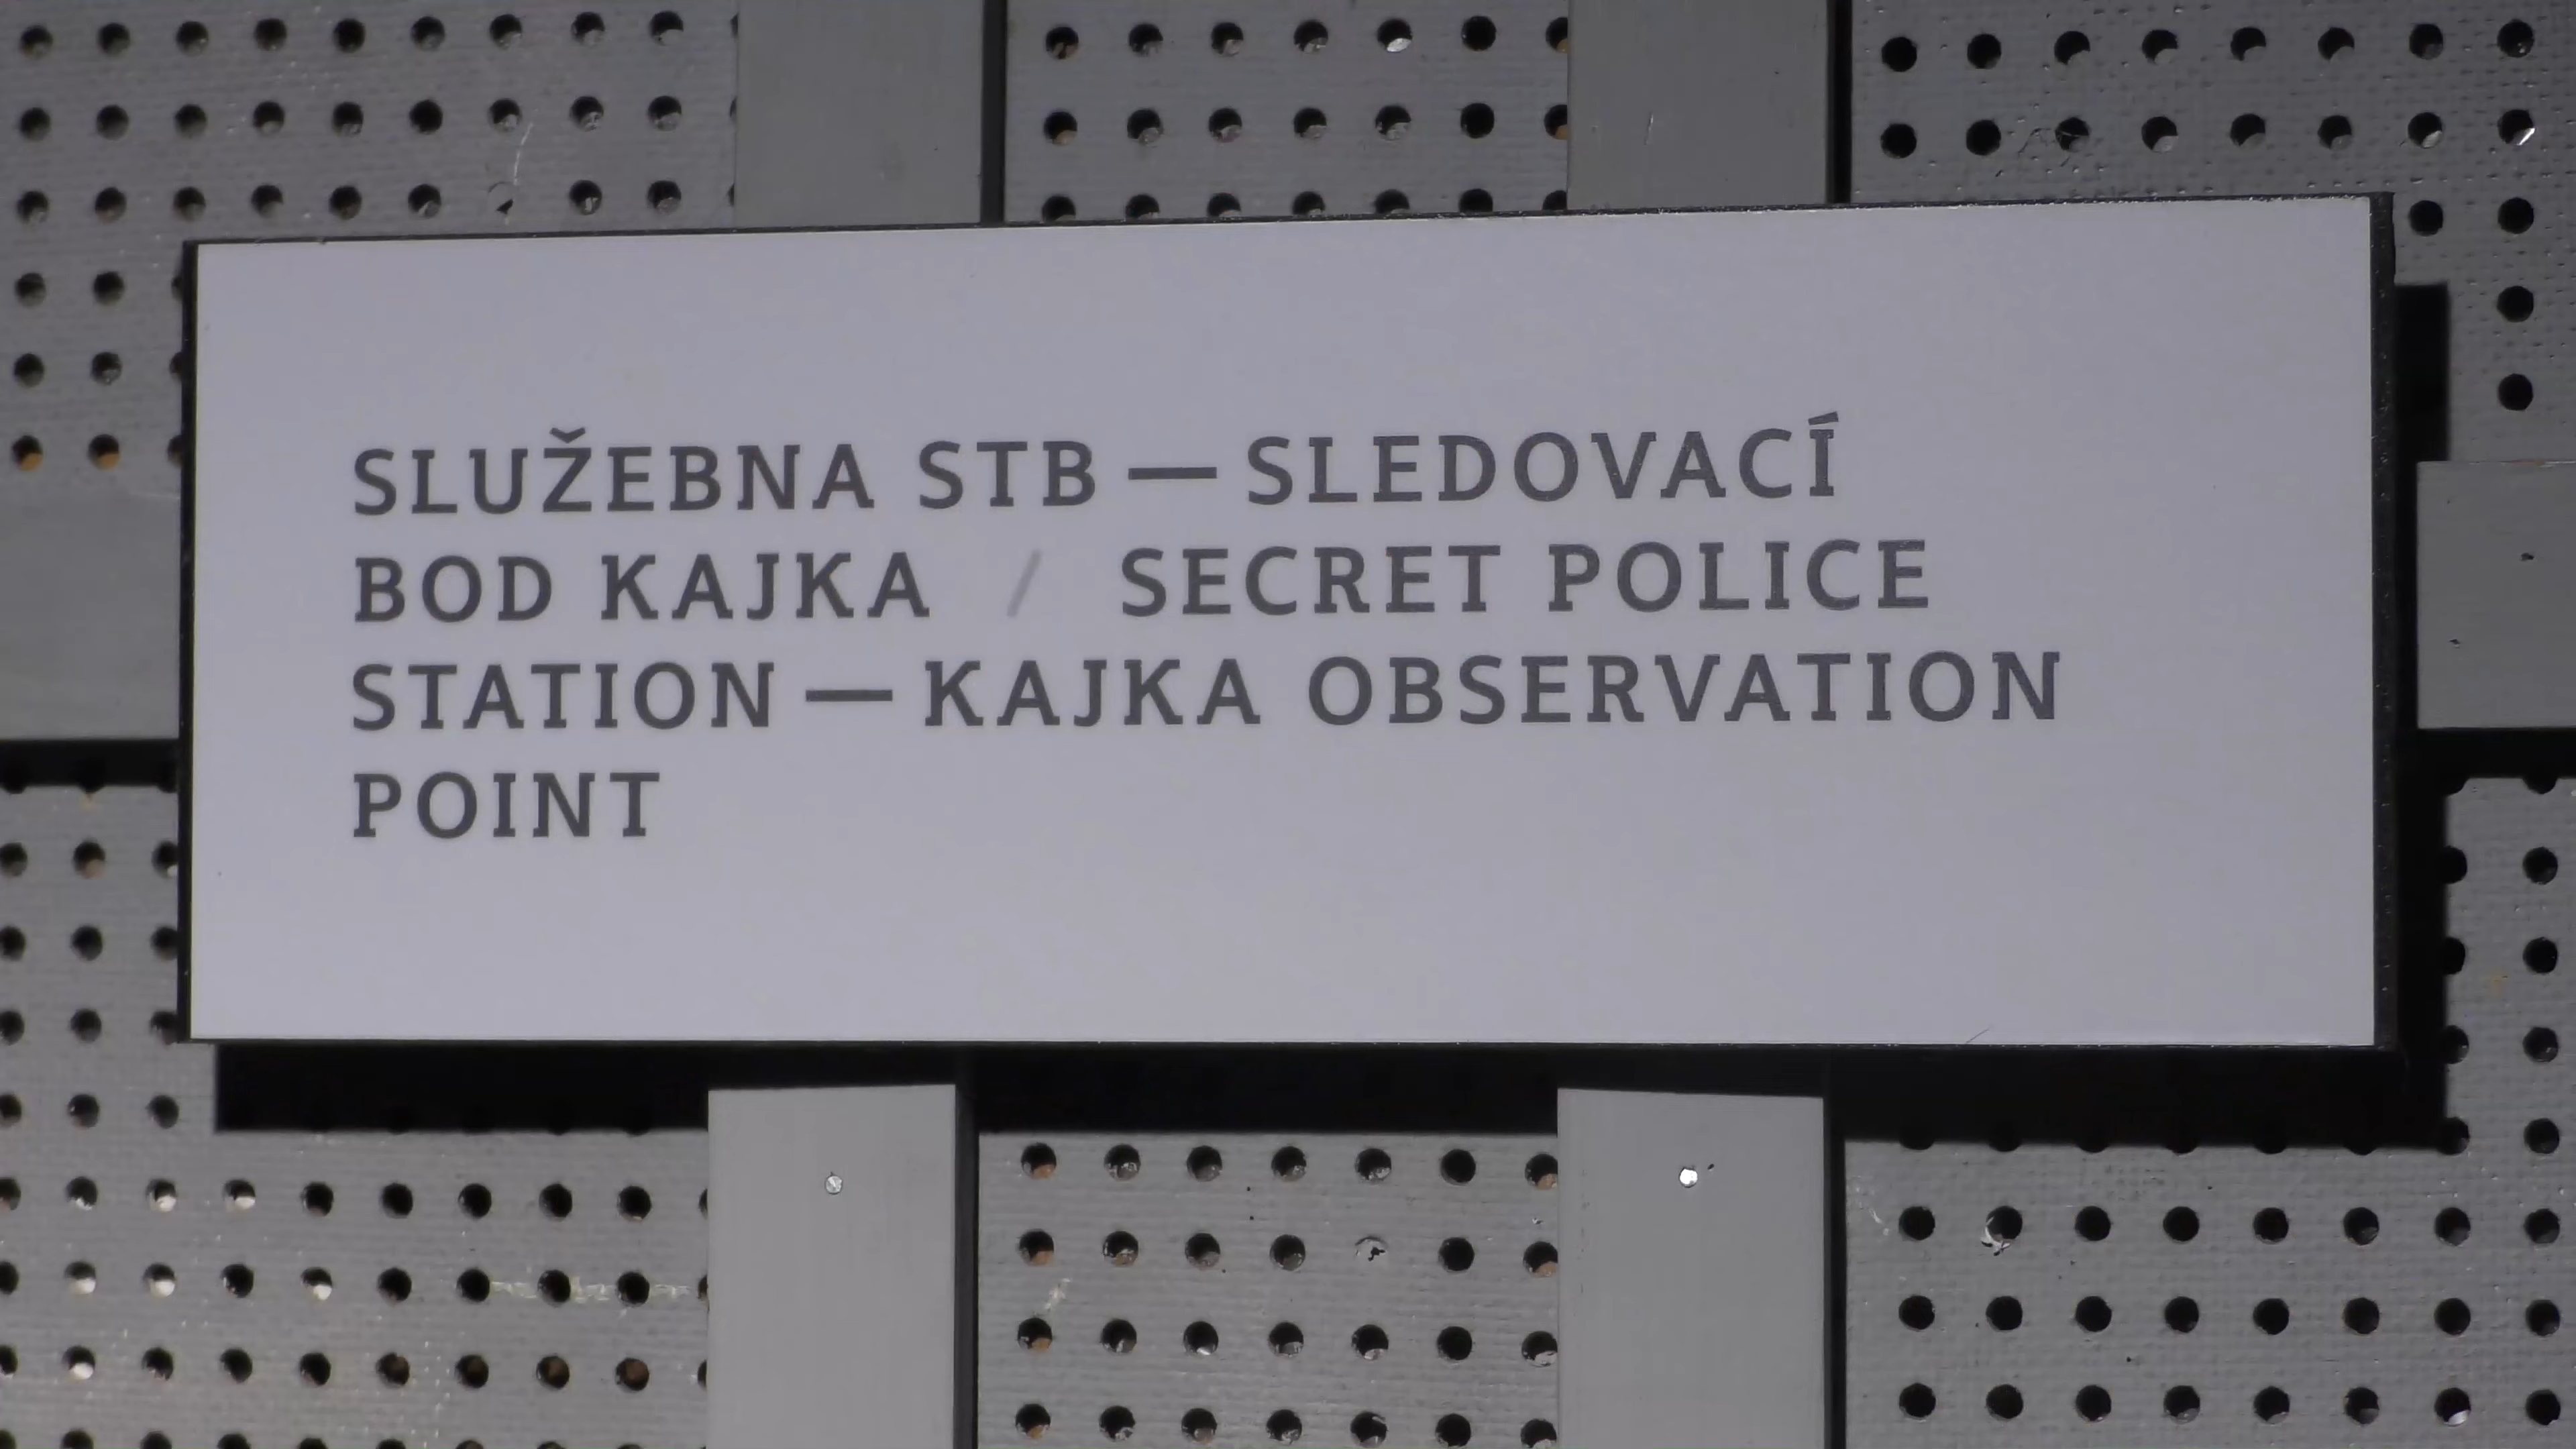 SLUŽEBNA STB — SLEDOVACÍ
BOD KAJKA / SECRET POLICE
STATION — KAJKA OBSERVATION
POINT